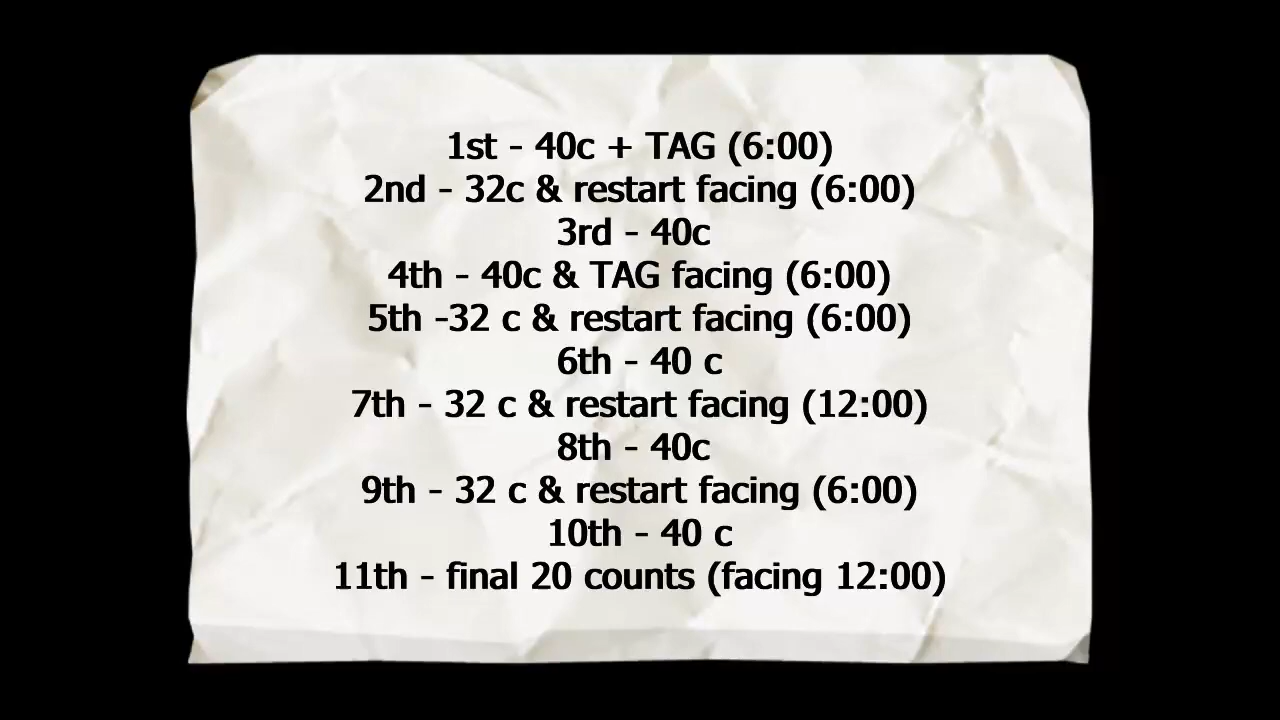 1st - 40c + TAG (6:00)
2nd - 32c & restart facing (6:00)
3rd - 40c
4th - 40c & TAG facing (6:00)
5th -32 c & restart facing (6:00)
6th - 40 c
7th - 32 c & restart facing (12:00)
8th - 40c
9th - 32 c & restart facing (6:00)
10th - 40 c
11th - final 20 counts (facing 12:00)